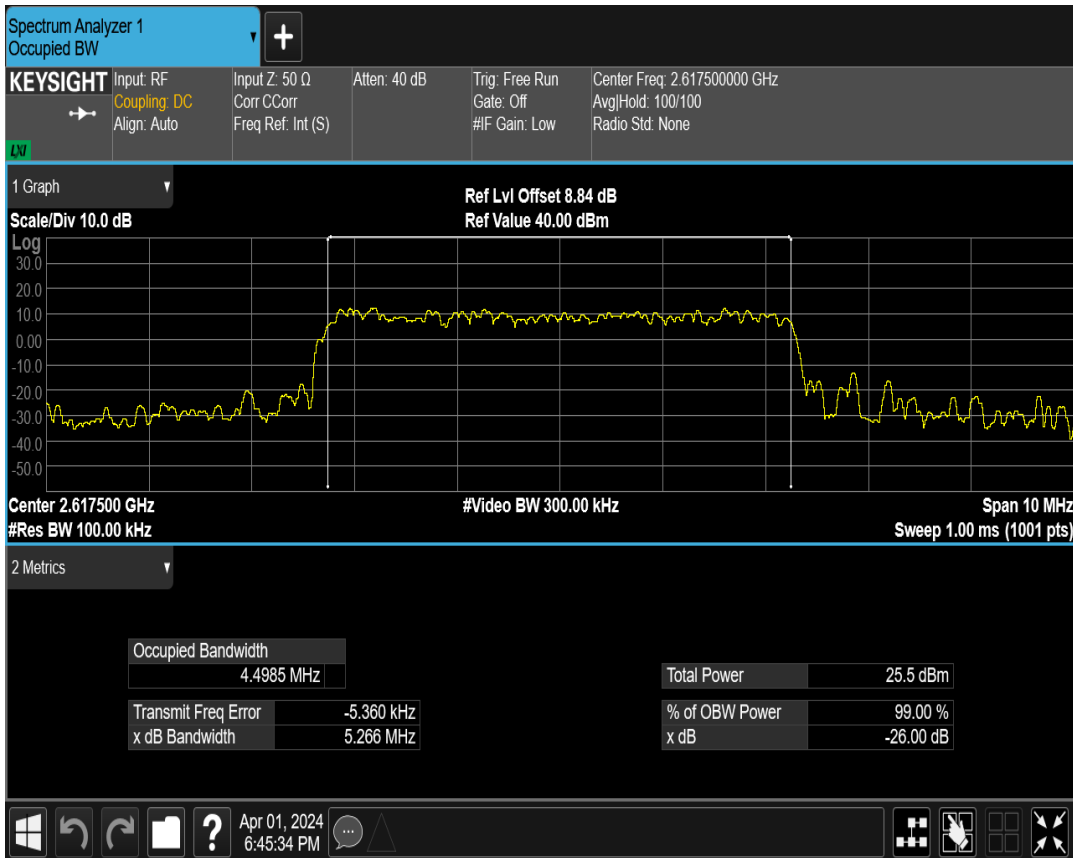 Spectrum Analyzer 1
Occupied BW
KEYSIGHT
LXI
Input: RF
Coupling: DC
Align: Auto
Input Z: 50 Ω
Corr CCorr
Freq Ref: Int (S)
Atten: 40 dB
Trig: Free Run
Gate: Off
#IF Gain: Low
Center Freq: 2.617500000 GHz
Avg|Hold: 100/100
Radio Std: None
1 Graph
Scale/Div 10.0 dB
Ref Lvl Offset 8.84 dB
Ref Value 40.00 dBm
Log
30.0
20.0
10.0
0.00
-10.0
-20.0
-30.0
-40.0
-50.0
Center 2.617500 GHz
#Video BW 300.00 kHz
Span 10 MHz
#Res BW 100.00 kHz
Sweep 1.00 ms (1001 pts)
2 Metrics
Occupied Bandwidth
4.4985 MHz
Total Power 25.5 dBm
Transmit Freq Error -5.360 kHz
% of OBW Power 99.00 %
x dB Bandwidth 5.266 MHz
x dB -26.00 dB
?
Apr 01, 2024
6:45:34 PM